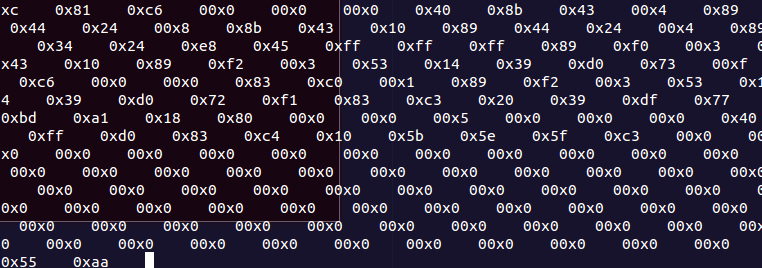 xc 0x81 0xc6 00x0 00x0 00x0 0x40 0x8b 0x43 00x4 0x89
0x44 0x24 00x8 0x8b 0x43 0x10 0x89 0x44 0x24 00x4 0x89
0x34 0x24 0xe8 0x45 0xff 0xff 0xff 0x89 0xf0 00x3 0
x43 0x10 0x89 0xf2 00x3 0x53 0x14 0x39 0xd0 0x73 00xf
0xc6 00x0 00x0 0x83 0xc0 00x1 0x89 0xf2 00x3 0x53 0x1
4 0x39 0xd0 0x72 0xf1 0x83 0xc3 0x20 0x39 0xdf 0x77
0xbd 0xa1 0x18 0x80 00x0 00x0 00x5 00x0 00x0 0x40
0xff 0xd0 0x83 0xc4 0x10 0x5b 0x5e 0x5f 0xc3 00x0 00x0 0
x0 00x0 00x0 00x0 00x0 00x0 00x0 00x0 00x0 00x0
00x0 00x0 00x0 00x0 00x0 00x0 00x0 00x0 00x0 00x0
00x0 00x0 00x0 00x0 00x0 00x0 00x0 00x0 00x0 00x0 0
0x0 00x0 00x0 00x0 00x0 00x0 00x0 00x0 00x0 00x0
00x0 00x0 00x0 00x0 00x0 00x0 00x0 00x0 00x0 00x0 0
0 00x0 00x0 00x0 00x0 00x0 00x0 00x0 00x0 00x0
0x55 0xaa